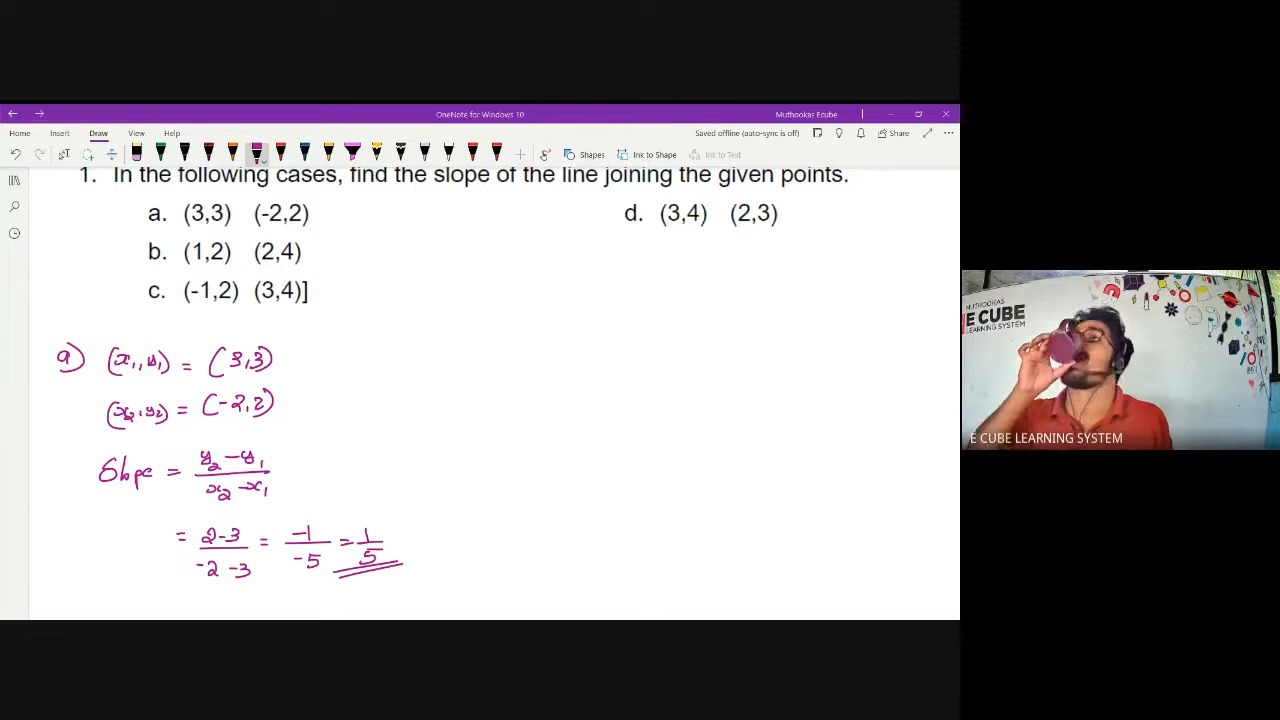 OneNote for Windows 10
Muthookas Ecube
Home Insert Draw View Help
Saved offline (auto-sync is off)
Share
Shapes
Ink to Shape
Ink to Text
1. In the following cases, find the slope of the line joining the given points.
a. (3,3) (-2,2)
d. (3,4) (2,3)
b. (1,2) (2,4)
c. (-1,2) (3,4)]
a) (x₁,y₁) = (3,3)
(x₂,y₂) = (-2,2)
Slope = y₂-y₁ / x₂-x₁
= 2-3 / -2-3 = -1 / -5 = 1 / 5
MUTHOOKAS
E CUBE
LEARNING SYSTEM
E CUBE LEARNING SYSTEM